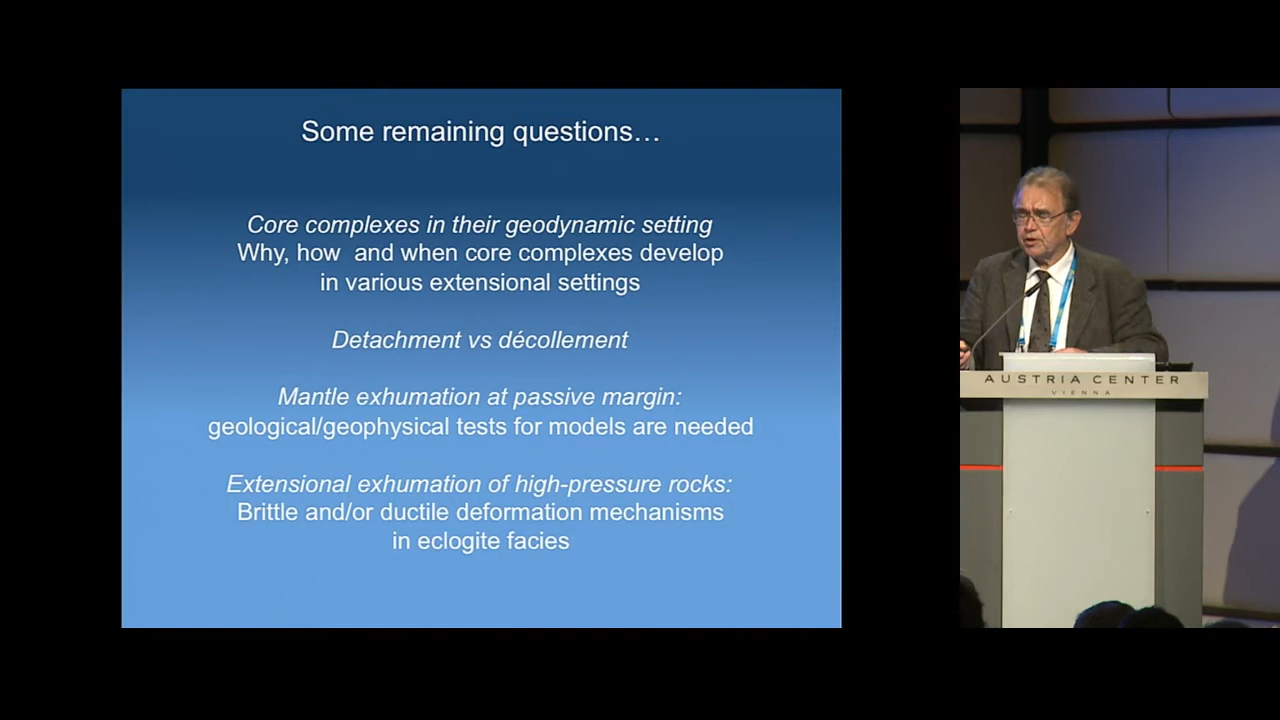 Some remaining questions…
Core complexes in their geodynamic setting
Why, how  and when core complexes develop
in various extensional settings
Detachment vs décollement
Mantle exhumation at passive margin:
geological/geophysical tests for models are needed
Extensional exhumation of high-pressure rocks:
Brittle and/or ductile deformation mechanisms
in eclogite facies
AUSTRIA CENTER
VIENNA